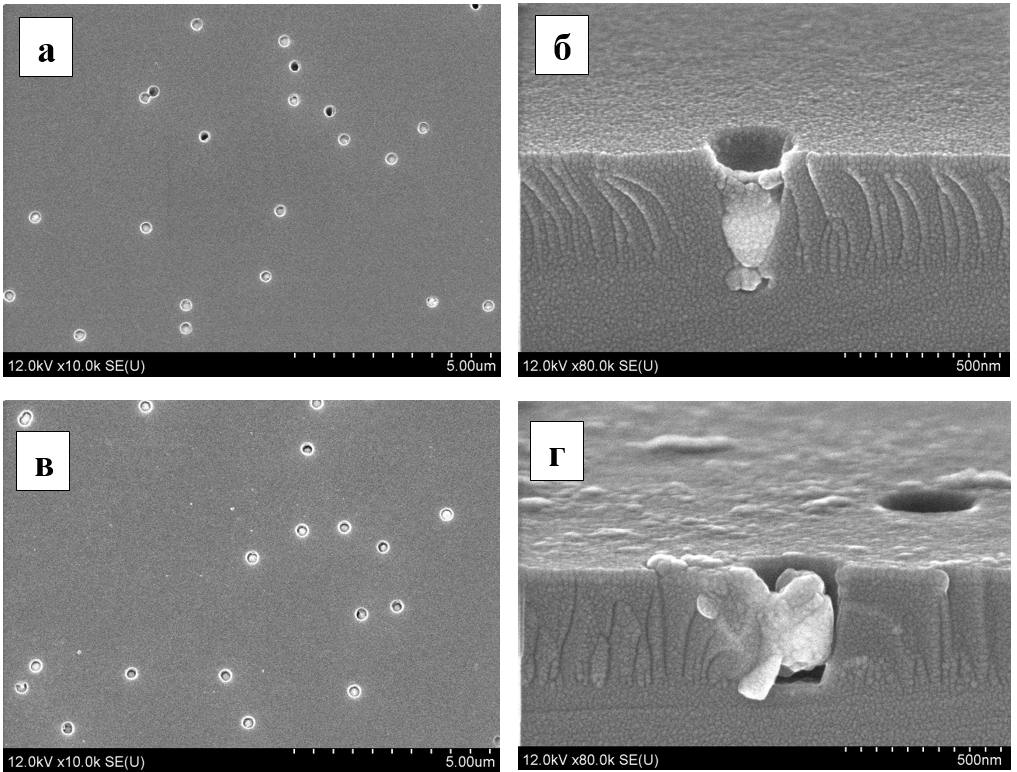 а
б
12.0kV x10.0k SE(U) 5.00um
12.0kV x80.0k SE(U) 500nm
в
г
12.0kV x10.0k SE(U) 5.00um
12.0kV x80.0k SE(U) 500nm